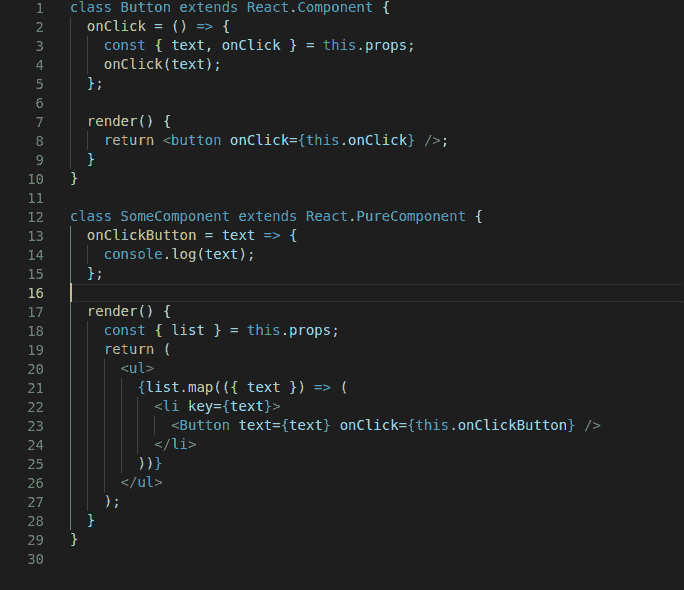 1 class Button extends React.Component {
2   onClick = () => {
3     const { text, onClick } = this.props;
4     onClick(text);
5   };
6
7   render() {
8     return <button onClick={this.onClick} />;
9   }
10 }
11
12 class SomeComponent extends React.PureComponent {
13   onClickButton = text => {
14     console.log(text);
15   };
16
17   render() {
18     const { list } = this.props;
19     return (
20       <ul>
21         {list.map(({ text }) => (
22           <li key={text}>
23             <Button text={text} onClick={this.onClickButton} />
24           </li>
25         ))}
26       </ul>
27     );
28   }
29 }
30